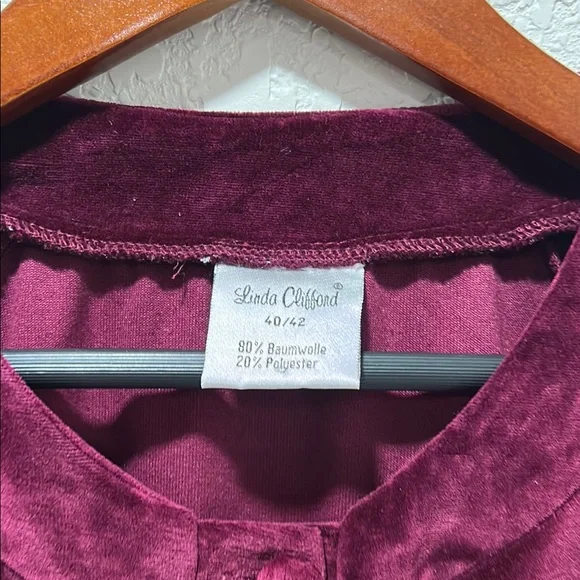 Linda Clifford®
40/42
80% Baumwolle
20% Polyester